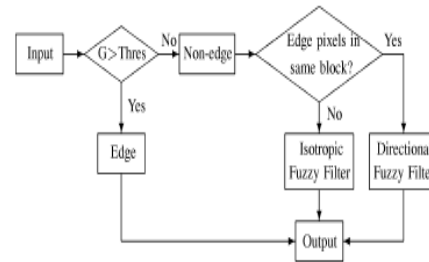 Input
G>Thres
No
Non-edge
Edge pixels in
same block?
Yes
Yes
No
Edge
Isotropic
Fuzzy Filter
Directiona
Fuzzy Filte
Output